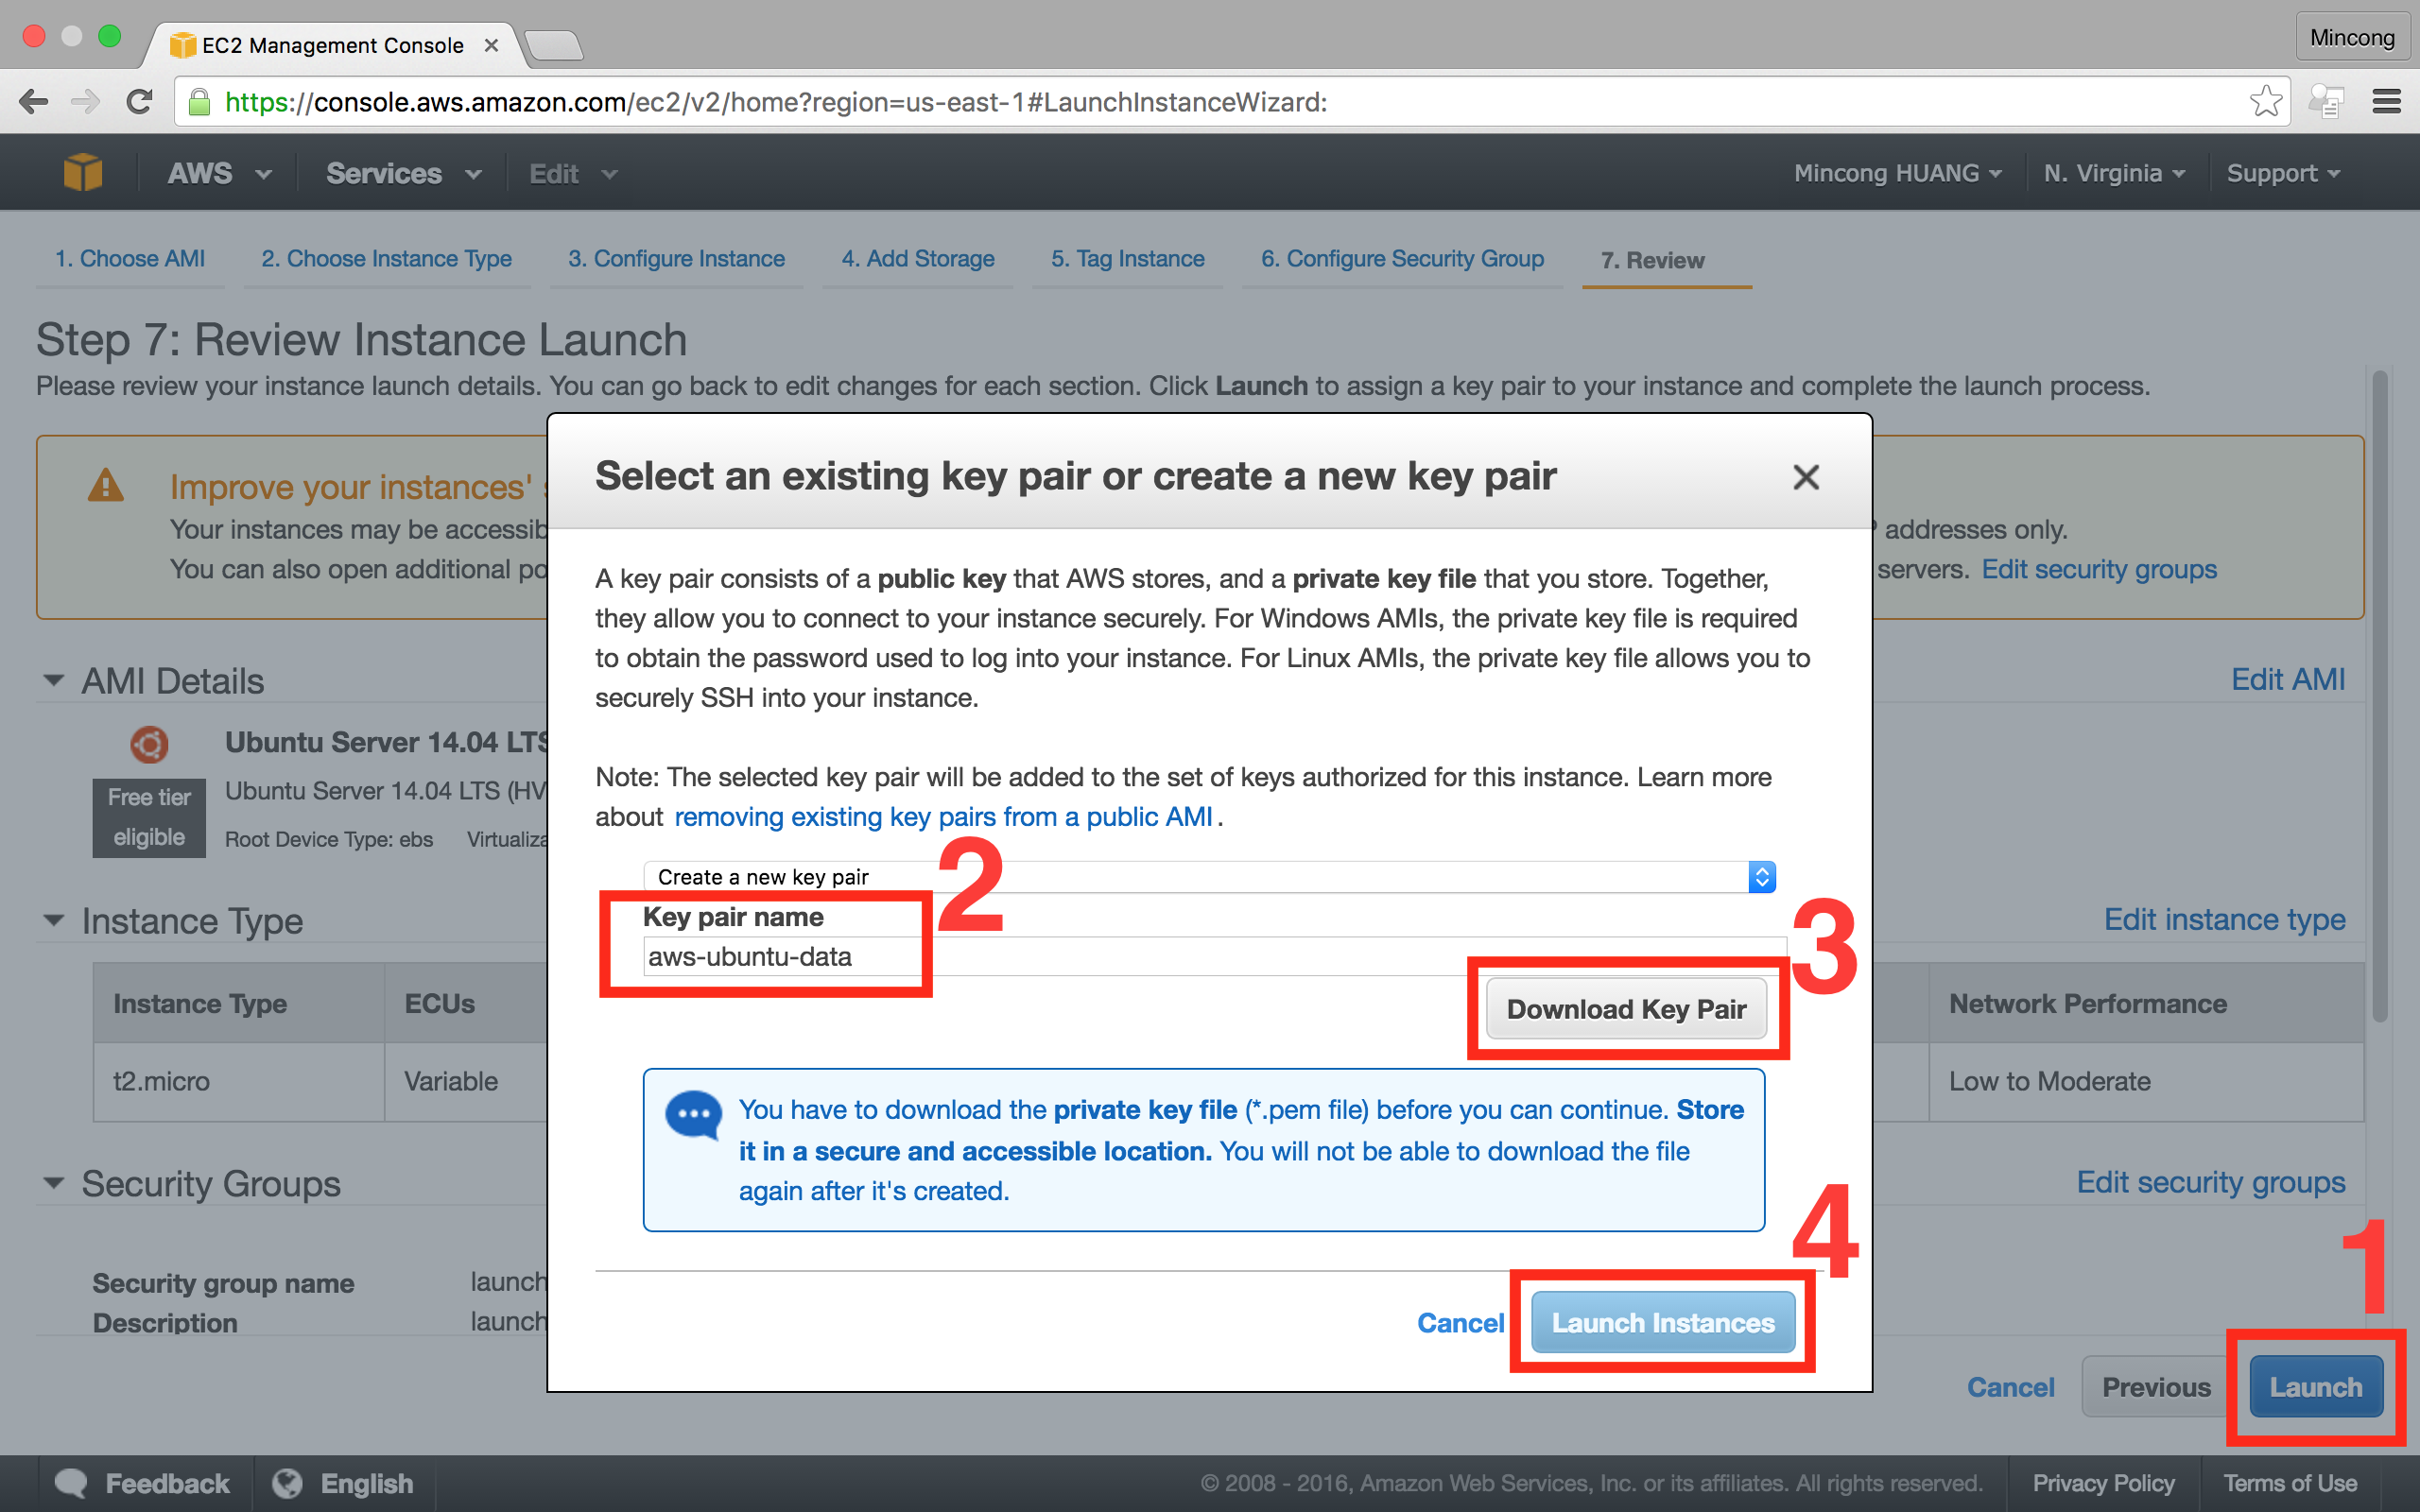 EC2 Management Console
Mincong
https://console.aws.amazon.com/ec2/v2/home?region=us-east-1#LaunchInstanceWizard:
AWS Services Edit Mincong HUANG N. Virginia Support
1. Choose AMI 2. Choose Instance Type 3. Configure Instance 4. Add Storage 5. Tag Instance 6. Configure Security Group 7. Review
Step 7: Review Instance Launch
Please review your instance launch details. You can go back to edit changes for each section. Click Launch to assign a key pair to your instance and complete the launch process.
Improve your instances'
Your instances may be accessib
addresses only.
You can also open additional po
servers. Edit security groups
AMI Details
Edit AMI
Ubuntu Server 14.04 LTS
Free tier
eligible
Ubuntu Server 14.04 LTS (HV
Root Device Type: ebs Virtualiza
Instance Type
Edit instance type
Instance Type ECUs Network Performance
t2.micro Variable Low to Moderate
Security Groups
Edit security groups
Security group name launch
Description launch
Select an existing key pair or create a new key pair
A key pair consists of a public key that AWS stores, and a private key file that you store. Together,
they allow you to connect to your instance securely. For Windows AMIs, the private key file is required
to obtain the password used to log into your instance. For Linux AMIs, the private key file allows you to
securely SSH into your instance.
Note: The selected key pair will be added to the set of keys authorized for this instance. Learn more
about removing existing key pairs from a public AMI.
Create a new key pair
2
Key pair name
aws-ubuntu-data
3
Download Key Pair
You have to download the private key file (*.pem file) before you can continue. Store
it in a secure and accessible location. You will not be able to download the file
again after it's created.
4
Cancel Launch Instances
1
Cancel Previous Launch
Feedback English © 2008 - 2016, Amazon Web Services, Inc. or its affiliates. All rights reserved. Privacy Policy Terms of Use